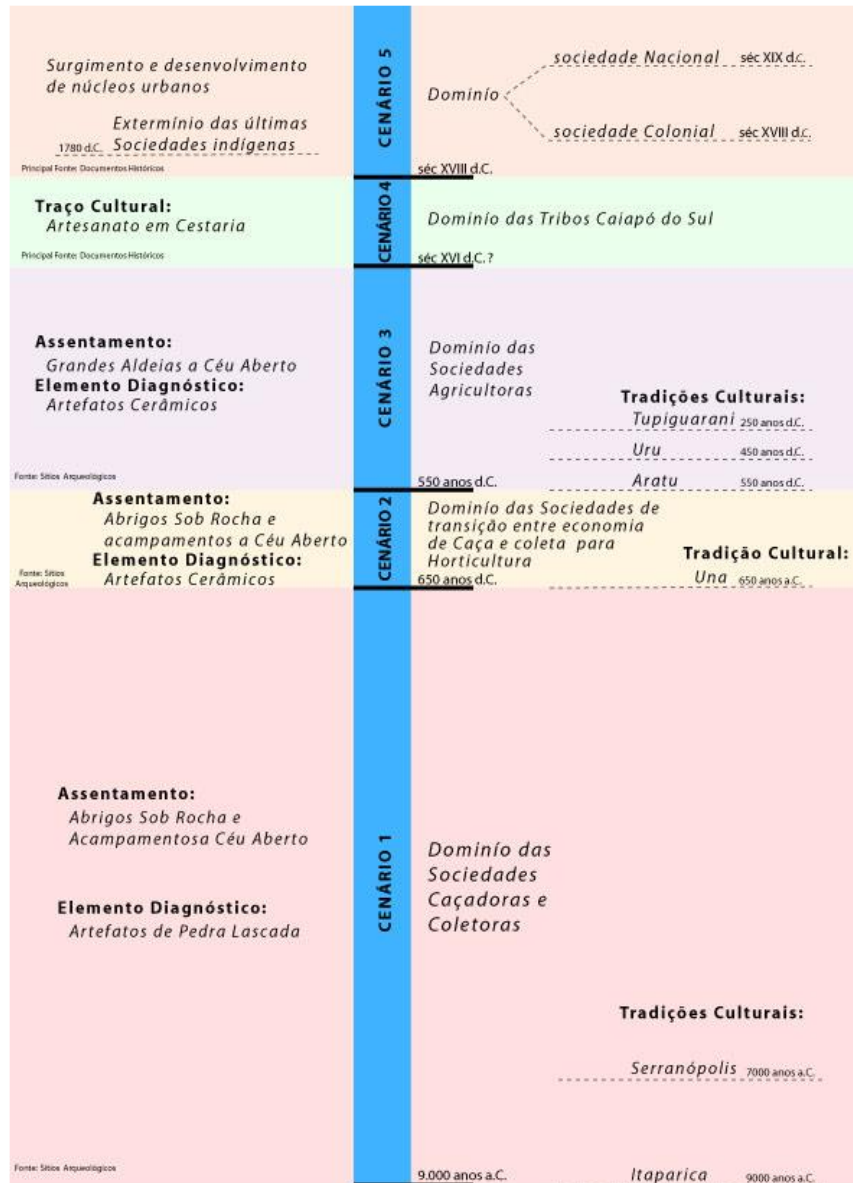 Surgimento e desenvolvimento
de núcleos urbanos
Extermínio das últimas
1780 d.C. Sociedades indígenas
Principal Fonte: Documentos Históricos
CENÁRIO 5
Domínio
sociedade Nacional séc XIX d.C.
sociedade Colonial séc XVIII d.C.
séc XVIII d.C.
Traço Cultural:
Artesanato em Cestaria
Principal Fonte: Documentos Históricos
CENÁRIO 4
Domínio das Tribos Caiapó do Sul
séc XVI d.C.?
Assentamento:
Grandes Aldeias a Céu Aberto
Elemento Diagnóstico:
Artefatos Cerâmicos
Fonte: Sítios Arqueológicos
CENÁRIO 3
Domínio das
Sociedades
Agricultoras
Tradições Culturais:
Tupiguarani 250 anos d.C.
Uru 450 anos d.C.
Aratu 550 anos d.C.
550 anos d.C.
Assentamento:
Abrigos Sob Rocha e
acampamentos a Céu Aberto
Elemento Diagnóstico:
Artefatos Cerâmicos
Fonte: Sítios
Arqueológicos
CENÁRIO 2
Domínio das Sociedades de
transição entre economia
de Caça e coleta para
Horticultura
650 anos d.C.
Tradição Cultural:
Una 650 anos a.C.
Assentamento:
Abrigos Sob Rocha e
Acampamentosa Céu Aberto
Elemento Diagnóstico:
Artefatos de Pedra Lascada
Fonte: Sítios Arqueológicos
CENÁRIO 1
Domínio das
Sociedades
Caçadoras e
Coletoras
Tradições Culturais:
Serranópolis 7000 anos a.C.
Itaparica 9000 anos a.C.
9.000 anos a.C.